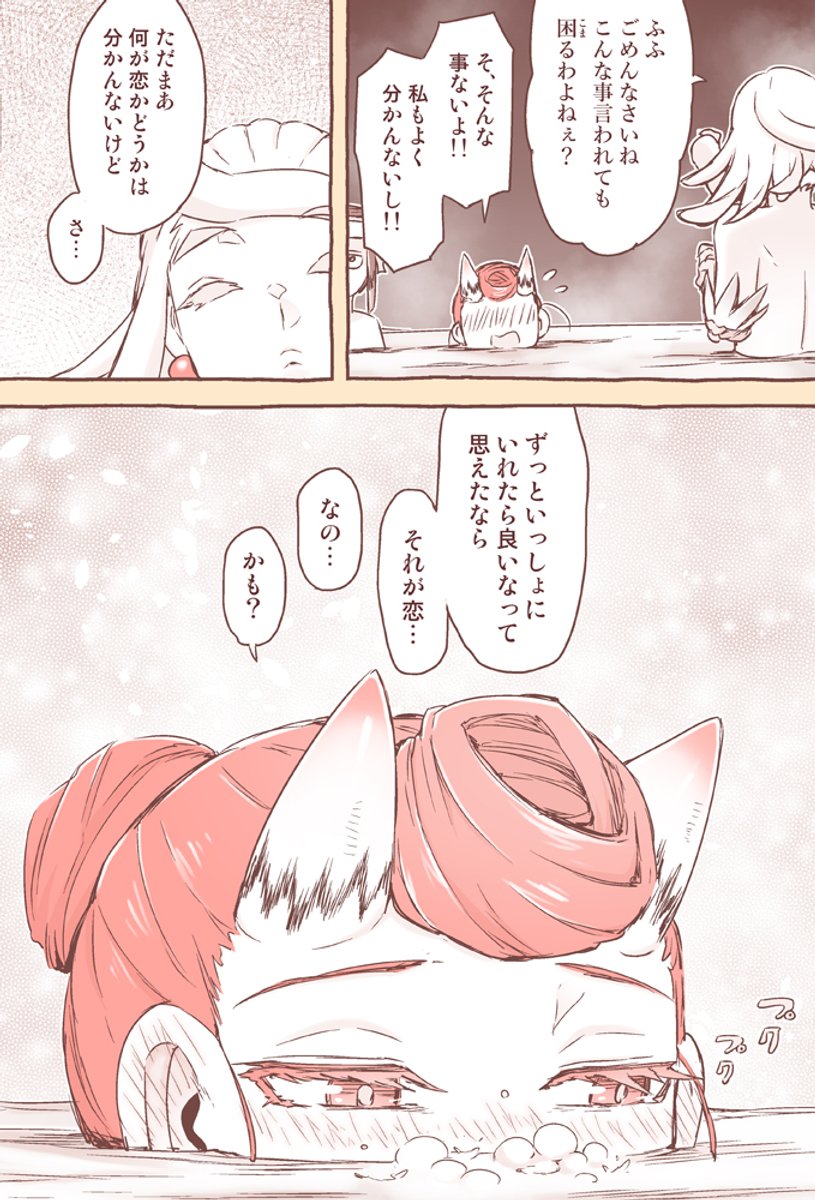 ふふ
ごめんなさいね
こんな事言われても
困るわよねぇ？
こま
そ、そんな
事ないよ！！
私もよく
分かんないし！！
ただまあ
何が恋かどうかは
分かんないけど
さ…
ずっといっしょに
いれたら良いなって
思えたなら
それが恋…
なの…
かも？
プク
プク